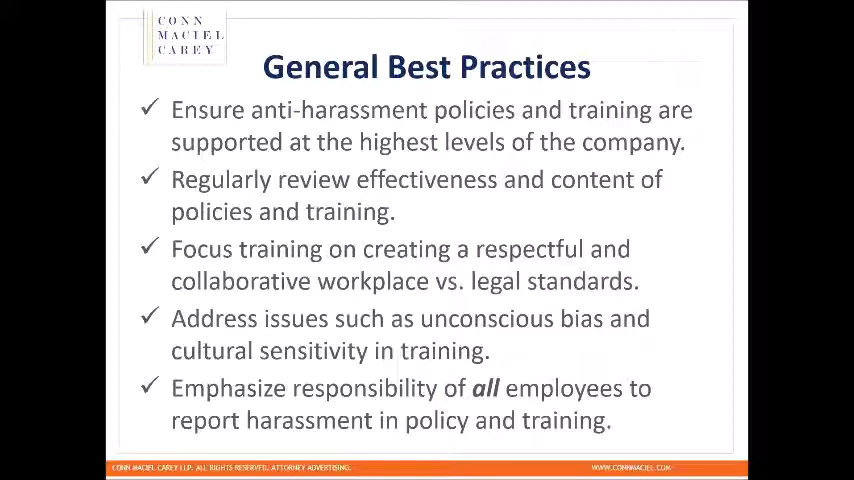 CONN
MACIEL
CAREY
General Best Practices
✓ Ensure anti-harassment policies and training are
supported at the highest levels of the company.
✓ Regularly review effectiveness and content of
policies and training.
✓ Focus training on creating a respectful and
collaborative workplace vs. legal standards.
✓ Address issues such as unconscious bias and
cultural sensitivity in training.
✓ Emphasize responsibility of all employees to
report harassment in policy and training.
CONN MACIEL CAREY LLP. ALL RIGHTS RESERVED. ATTORNEY ADVERTISING.
WWW.CONNMACIEL.COM